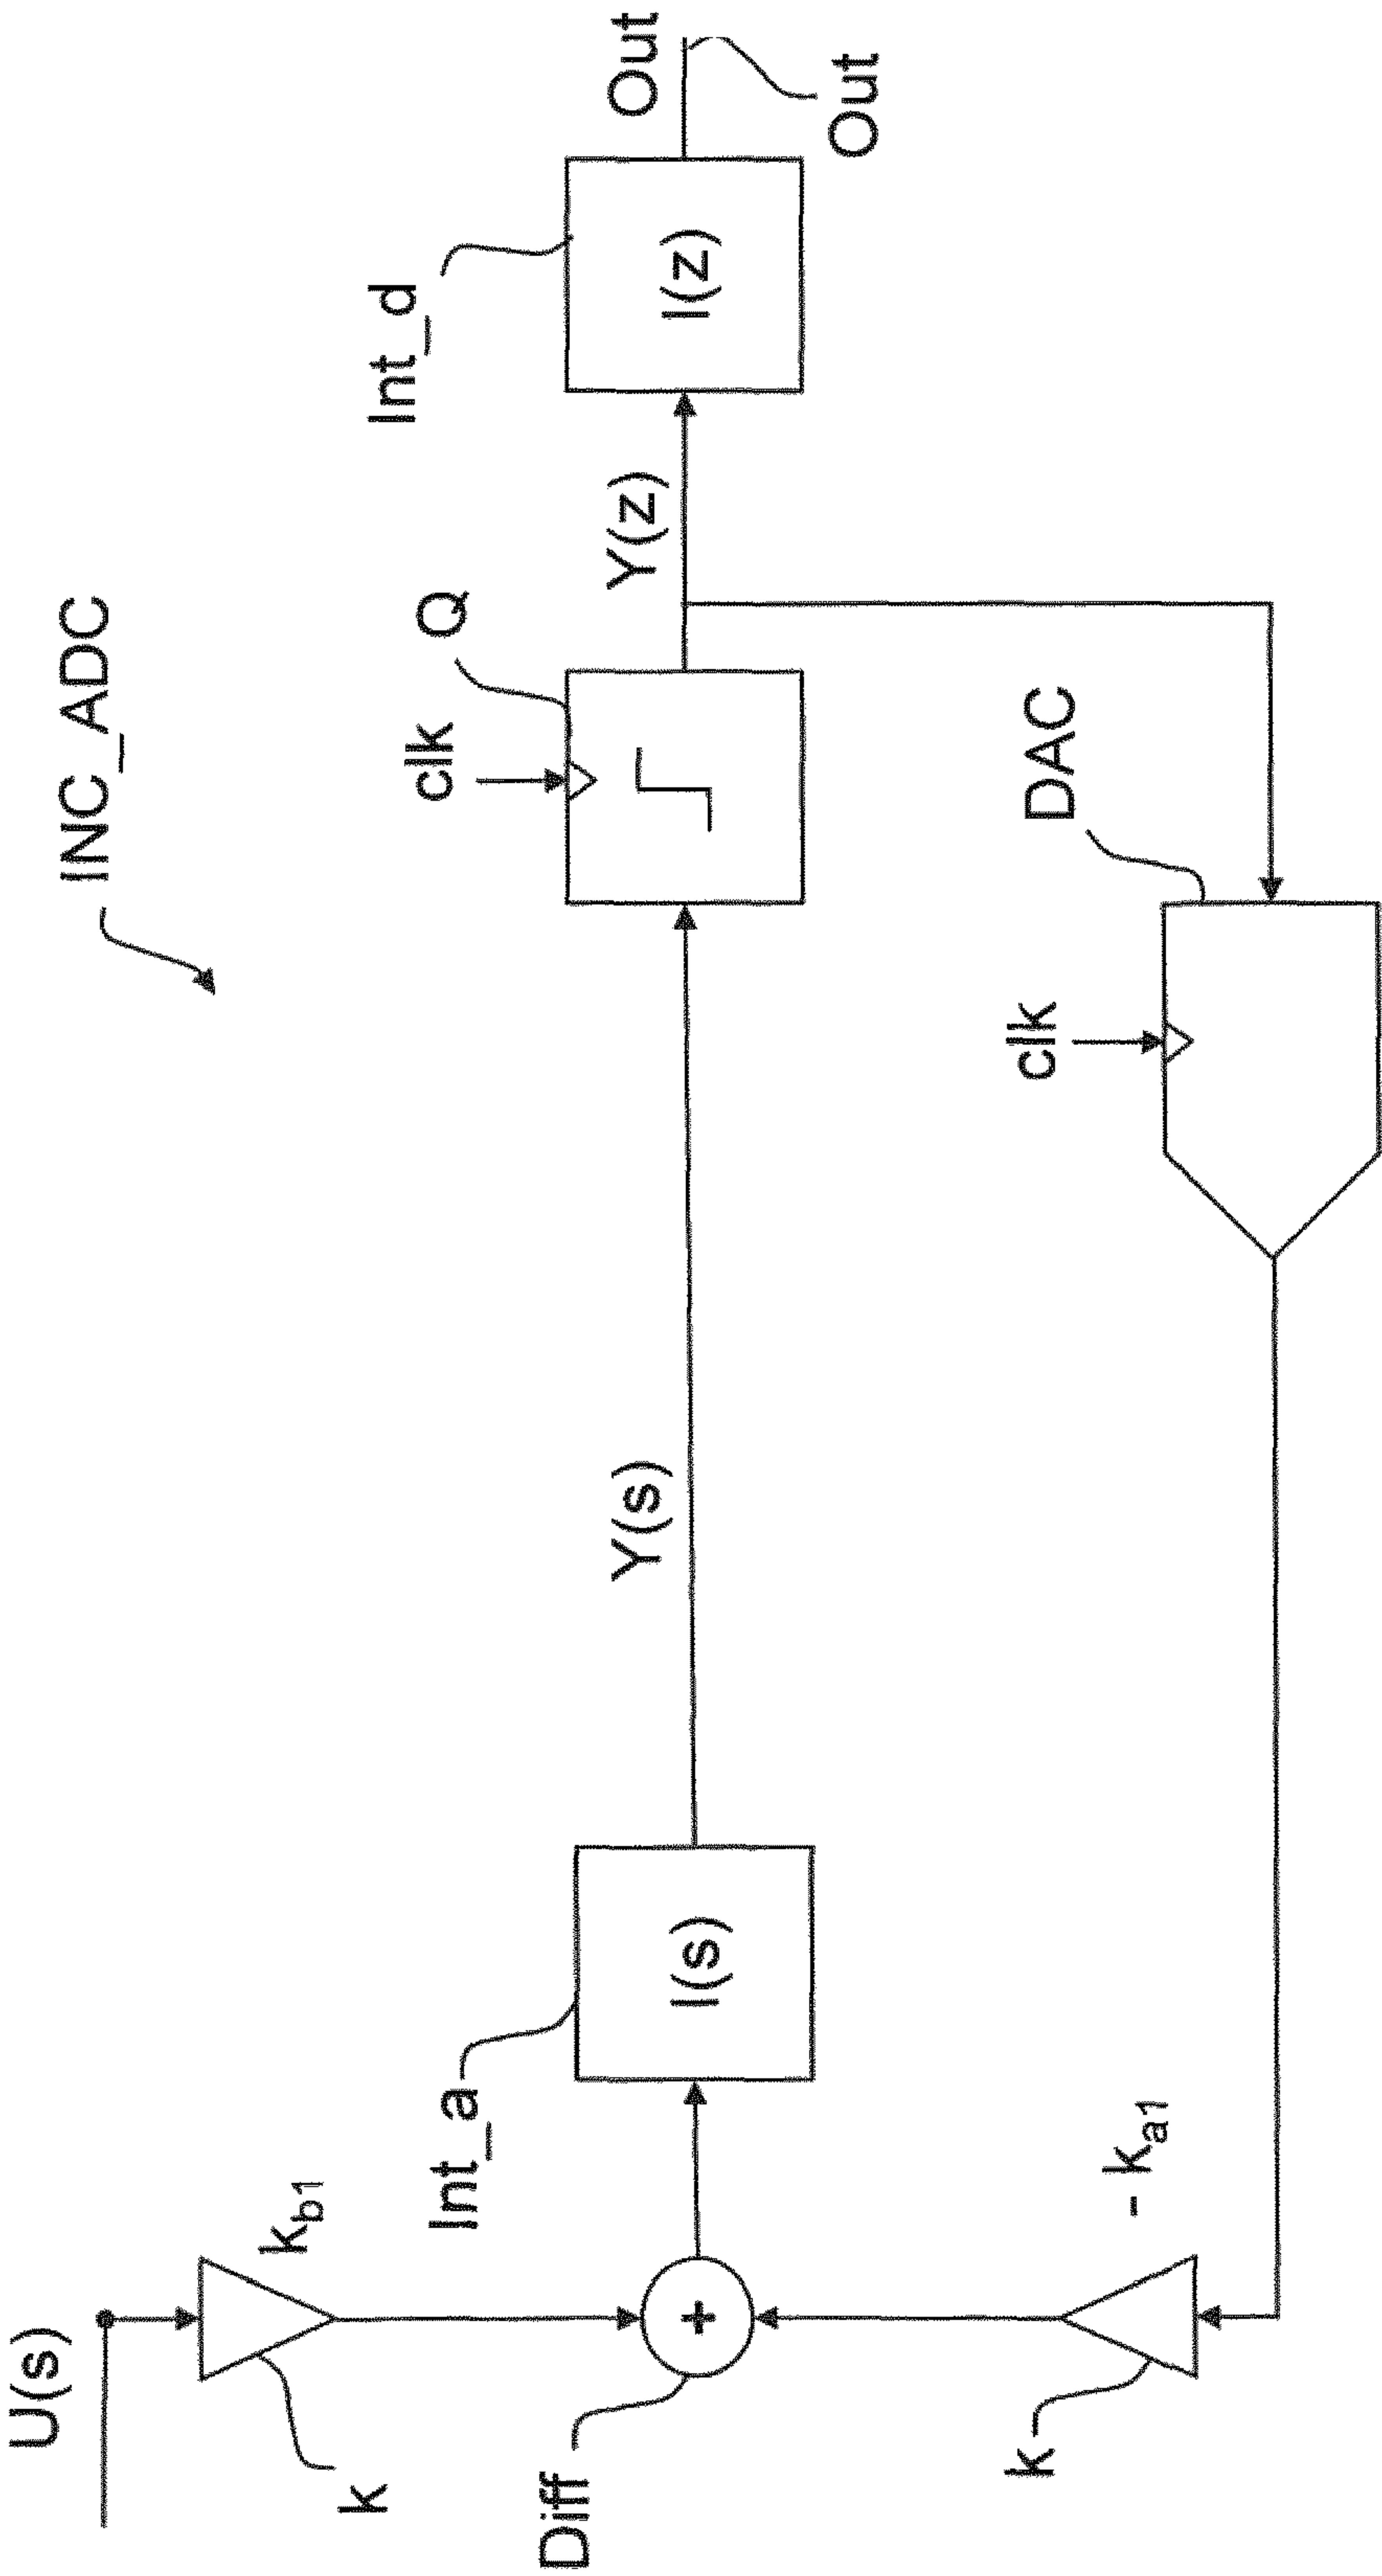 INC_ADC
U(s)
k
k_b1
Diff
Int_a
I(s)
Y(s)
clk
Q
Y(z)
Int_d
I(z)
Out
Out
+
k
- k_a1
clk
DAC